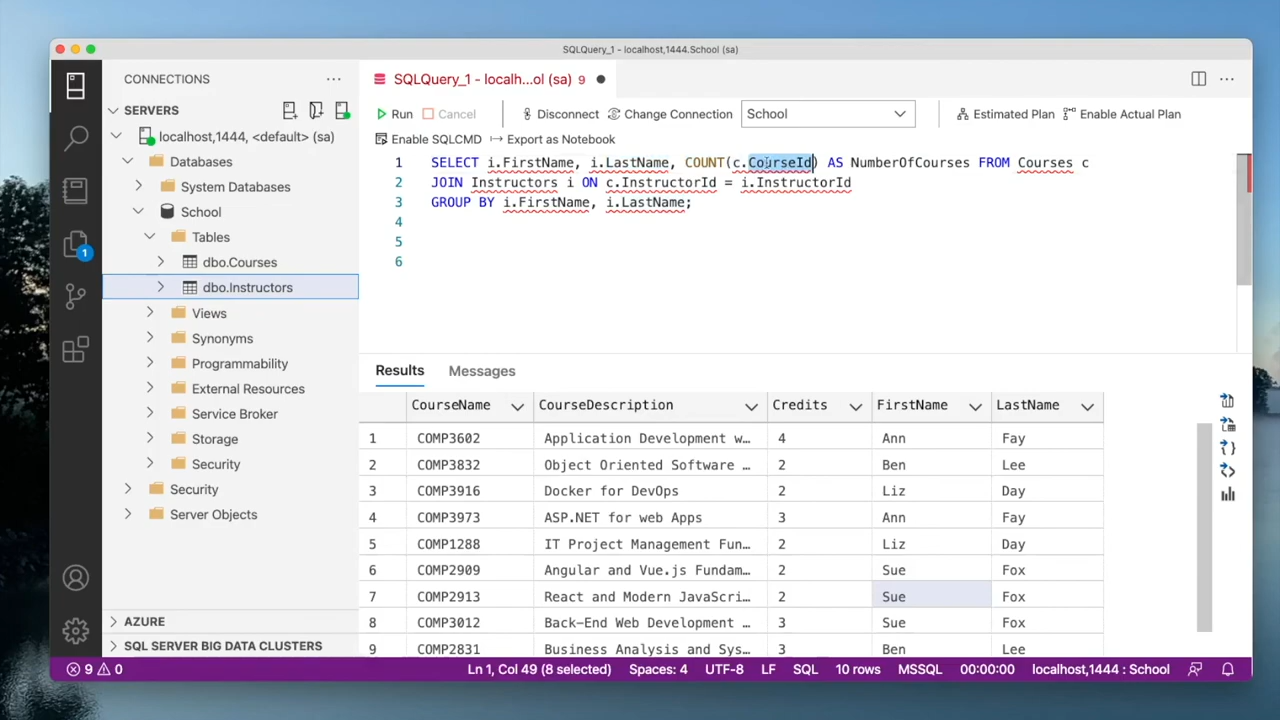 SQLQuery_1 - localhost,1444.School (sa)
CONNECTIONS
SERVERS
localhost,1444, <default> (sa)
Databases
System Databases
School
Tables
dbo.Courses
dbo.Instructors
Views
Synonyms
Programmability
External Resources
Service Broker
Storage
Security
Security
Server Objects
AZURE
SQL SERVER BIG DATA CLUSTERS
1
SQLQuery_1 - localh...ol (sa) 9
Run Cancel Disconnect Change Connection School Estimated Plan Enable Actual Plan
Enable SQLCMD Export as Notebook
1 SELECT i.FirstName, i.LastName, COUNT(c.CourseId) AS NumberOfCourses FROM Courses c
2 JOIN Instructors i ON c.InstructorId = i.InstructorId
3 GROUP BY i.FirstName, i.LastName;
4
5
6
Results Messages
CourseName CourseDescription Credits FirstName LastName
1 COMP3602 Application Development w... 4 Ann Fay
2 COMP3832 Object Oriented Software ... 2 Ben Lee
3 COMP3916 Docker for DevOps 2 Liz Day
4 COMP3973 ASP.NET for web Apps 3 Ann Fay
5 COMP1288 IT Project Management Fun... 2 Liz Day
6 COMP2909 Angular and Vue.js Fundam... 2 Sue Fox
7 COMP2913 React and Modern JavaScri... 2 Sue Fox
8 COMP3012 Back-End Web Development ... 3 Sue Fox
9 COMP2831 Business Analysis and Sys... 3 Ben Lee
9 0 Ln 1, Col 49 (8 selected) Spaces: 4 UTF-8 LF SQL 10 rows MSSQL 00:00:00 localhost,1444 : School